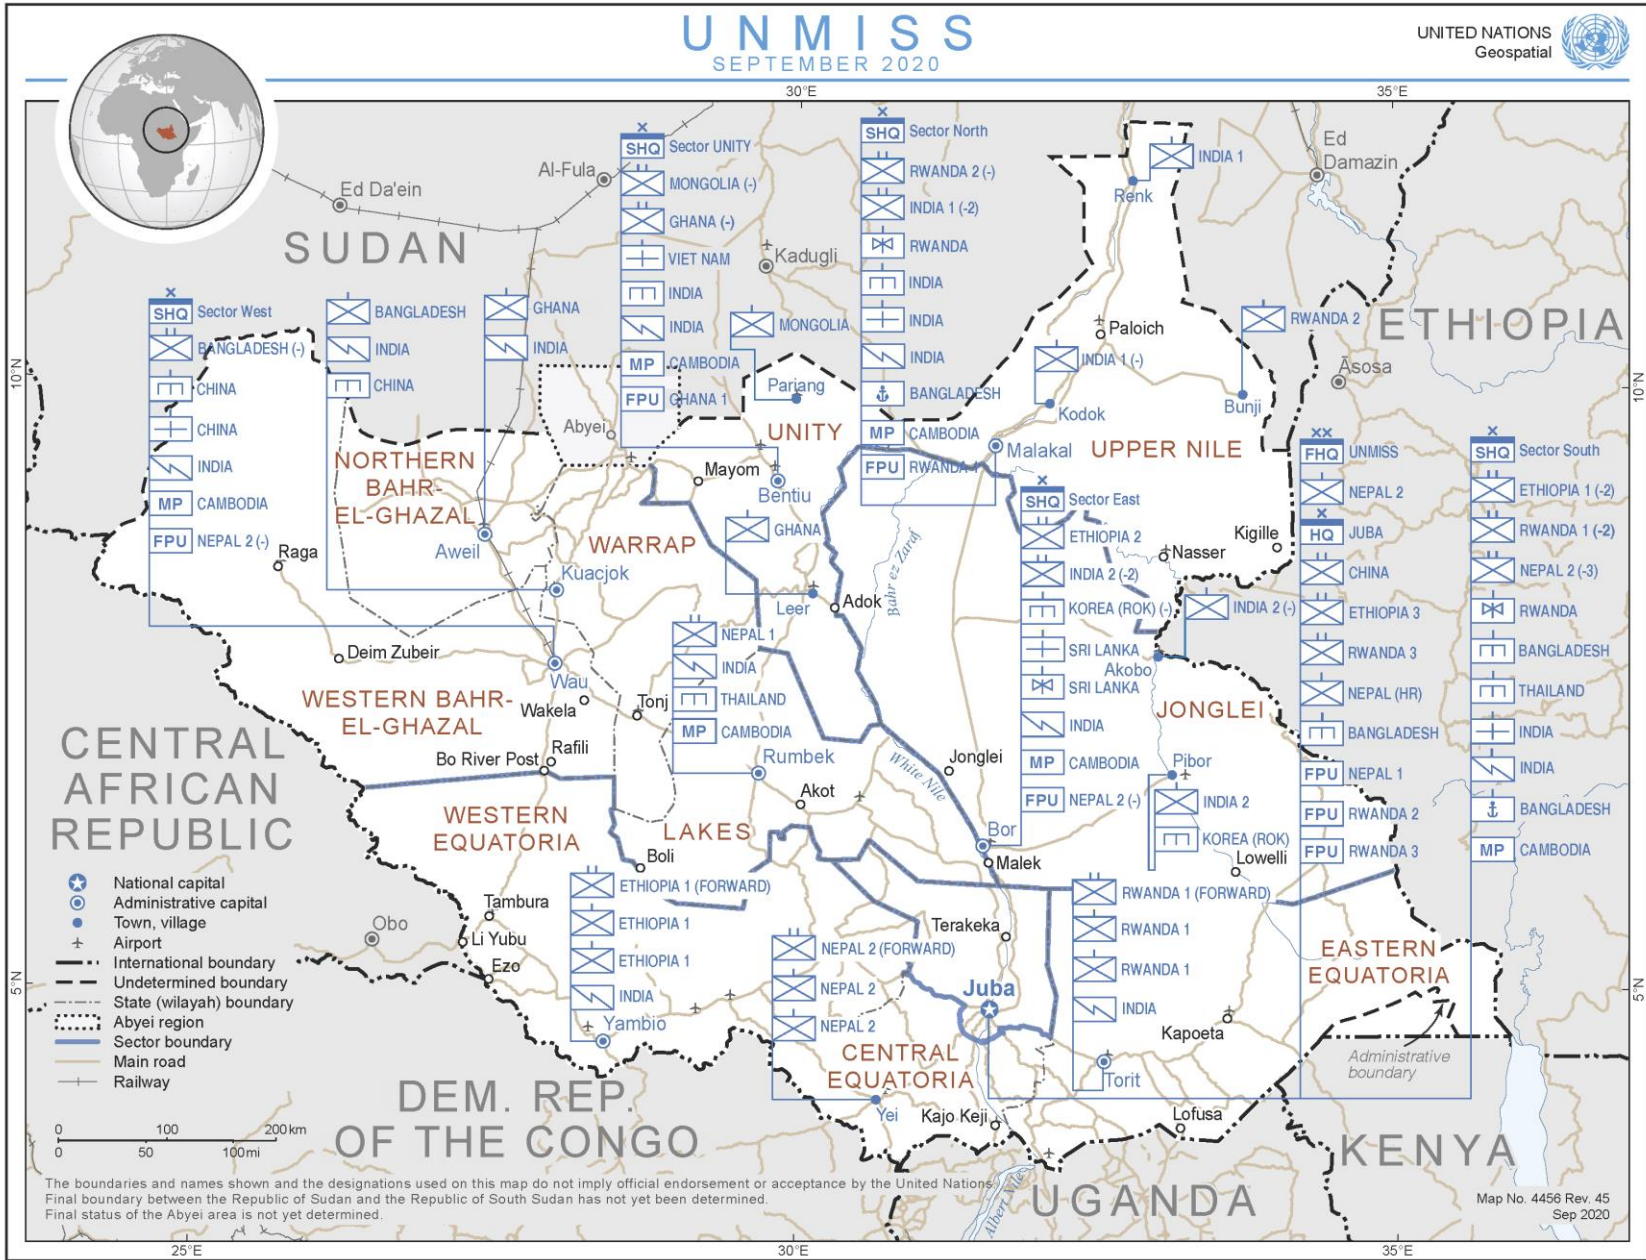 UNMISS
SEPTEMBER 2020
UNITED NATIONS
Geospatial
30°E
35°E
10°N
10°N
5°N
5°N
25°E
30°E
35°E
SUDAN
ETHIOPIA
CENTRAL
AFRICAN
REPUBLIC
DEM. REP.
OF THE CONGO
UGANDA
KENYA
Ed Da'ein
Al-Fula
Kadugli
Ed
Damazin
Āsosa
Abyei
Obo
SHQ Sector West
BANGLADESH (-)
CHINA
CHINA
INDIA
MP CAMBODIA
FPU NEPAL 2 (-)
BANGLADESH
INDIA
CHINA
GHANA
INDIA
SHQ Sector UNITY
MONGOLIA (-)
GHANA (-)
VIET NAM
INDIA
INDIA
MP CAMBODIA
FPU GHANA 1
MONGOLIA
SHQ Sector North
RWANDA 2 (-)
INDIA 1 (-2)
RWANDA
INDIA
INDIA
INDIA
BANGLADESH
MP CAMBODIA
FPU RWANDA 1
INDIA 1
INDIA 1 (-)
RWANDA 2
GHANA
SHQ Sector East
ETHIOPIA 2
INDIA 2 (-2)
KOREA (ROK) (-)
SRI LANKA
SRI LANKA
INDIA
MP CAMBODIA
FPU NEPAL 2 (-)
INDIA 2 (-)
INDIA 2
KOREA (ROK)
FHQ UNMISS
NEPAL 2
HQ JUBA
CHINA
ETHIOPIA 3
RWANDA 3
NEPAL (HR)
BANGLADESH
FPU NEPAL 1
FPU RWANDA 2
FPU RWANDA 3
SHQ Sector South
ETHIOPIA 1 (-2)
RWANDA 1 (-2)
NEPAL 2 (-3)
RWANDA
BANGLADESH
THAILAND
INDIA
INDIA
BANGLADESH
MP CAMBODIA
NEPAL 1
INDIA
THAILAND
MP CAMBODIA
ETHIOPIA 1 (FORWARD)
ETHIOPIA 1
ETHIOPIA 1
INDIA
NEPAL 2 (FORWARD)
NEPAL 2
NEPAL 2
RWANDA 1 (FORWARD)
RWANDA 1
RWANDA 1
INDIA
NORTHERN
BAHR-
EL-GHAZAL
WARRAP
UNITY
UPPER NILE
WESTERN BAHR-
EL-GHAZAL
WESTERN
EQUATORIA
LAKES
JONGLEI
CENTRAL
EQUATORIA
EASTERN
EQUATORIA
Renk
Paloich
Kodok
Bunji
Malakal
Pariang
Mayom
Bentiu
Raga
Aweil
Kuacjok
Leer
Adok
Nasser
Kigille
Akobo
Deim Zubeir
Wau
Wakela
Tonj
Bo River Post
Rafili
Rumbek
Akot
Jonglei
Pibor
Bor
Malek
Lowelli
Boli
Tambura
Li Yubu
Ezo
Yambio
Terakeka
Juba
Kapoeta
Torit
Yei
Kajo Keji
Lofusa
Bahr ez Zaraf
White Nile
Albert Nile
Administrative
boundary
National capital
Administrative capital
Town, village
Airport
International boundary
Undetermined boundary
State (wilayah) boundary
Abyei region
Sector boundary
Main road
Railway
0 100 200 km
0 50 100 mi
The boundaries and names shown and the designations used on this map do not imply official endorsement or acceptance by the United Nations.
Final boundary between the Republic of Sudan and the Republic of South Sudan has not yet been determined.
Final status of the Abyei area is not yet determined.
Map No. 4456 Rev. 45
Sep 2020